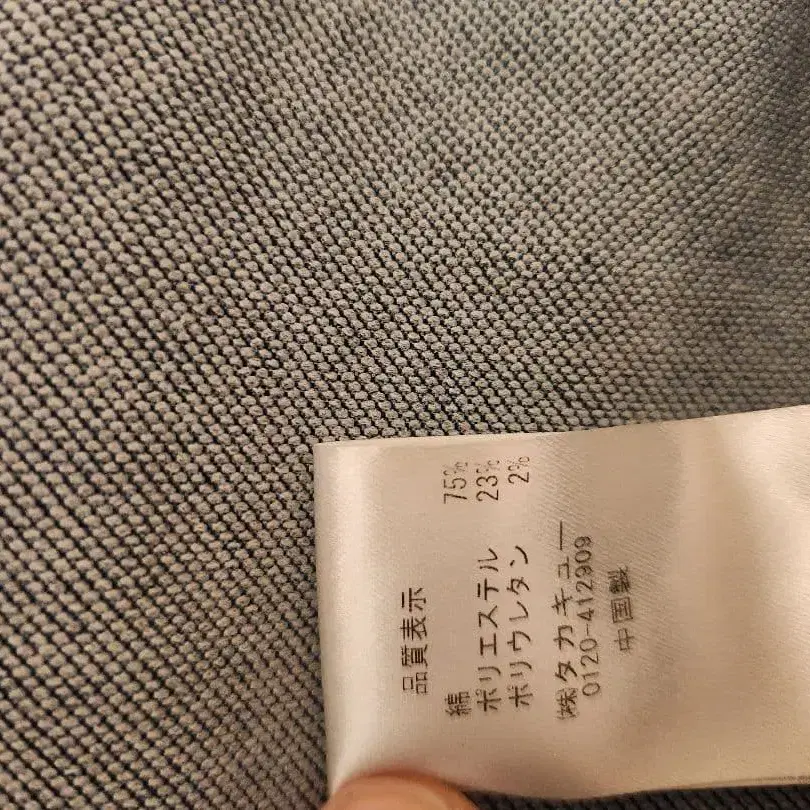 品質表示
綿 75%
ポリエステル 23%
ポリウレタン 2%
㈱タカキュー
0120-412909
中国製